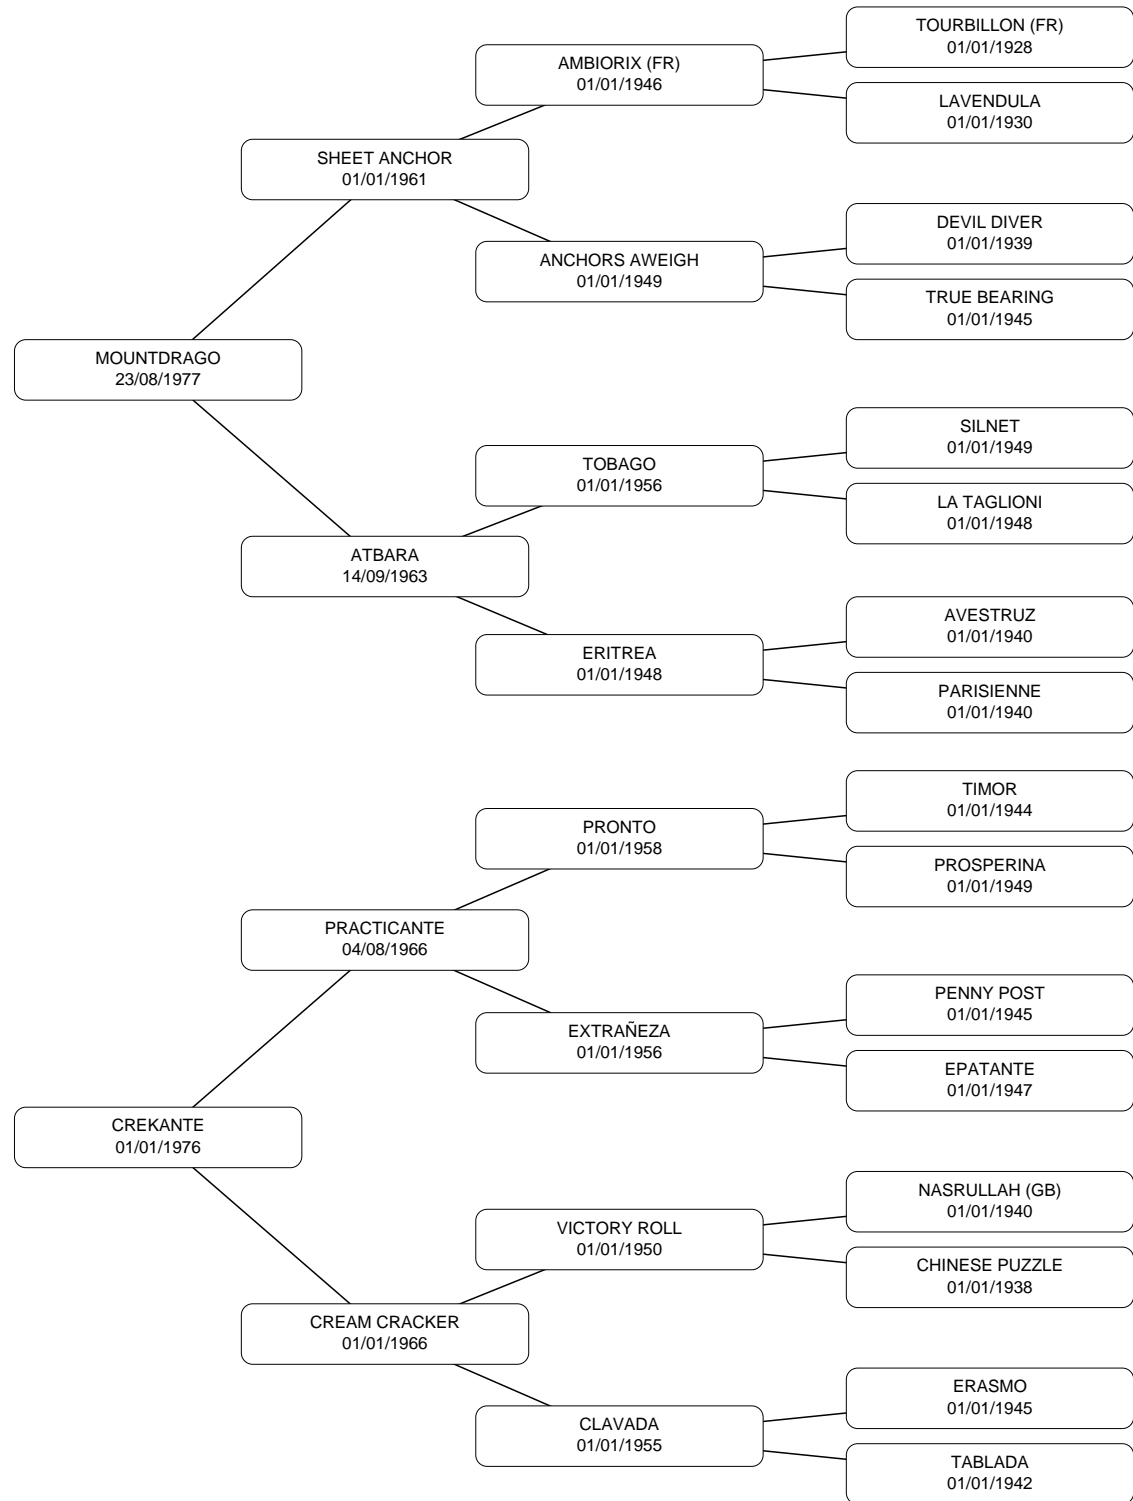 TOURBILLON (FR)
01/01/1928
AMBIORIX (FR)
01/01/1946
LAVENDULA
01/01/1930
SHEET ANCHOR
01/01/1961
DEVIL DIVER
01/01/1939
ANCHORS AWEIGH
01/01/1949
TRUE BEARING
01/01/1945
MOUNTDRAGO
23/08/1977
SILNET
01/01/1949
TOBAGO
01/01/1956
LA TAGLIONI
01/01/1948
ATBARA
14/09/1963
AVESTRUZ
01/01/1940
ERITREA
01/01/1948
PARISIENNE
01/01/1940
TIMOR
01/01/1944
PRONTO
01/01/1958
PROSPERINA
01/01/1949
PRACTICANTE
04/08/1966
PENNY POST
01/01/1945
EXTRAÑEZA
01/01/1956
EPATANTE
01/01/1947
CREKANTE
01/01/1976
NASRULLAH (GB)
01/01/1940
VICTORY ROLL
01/01/1950
CHINESE PUZZLE
01/01/1938
CREAM CRACKER
01/01/1966
ERASMO
01/01/1945
CLAVADA
01/01/1955
TABLADA
01/01/1942